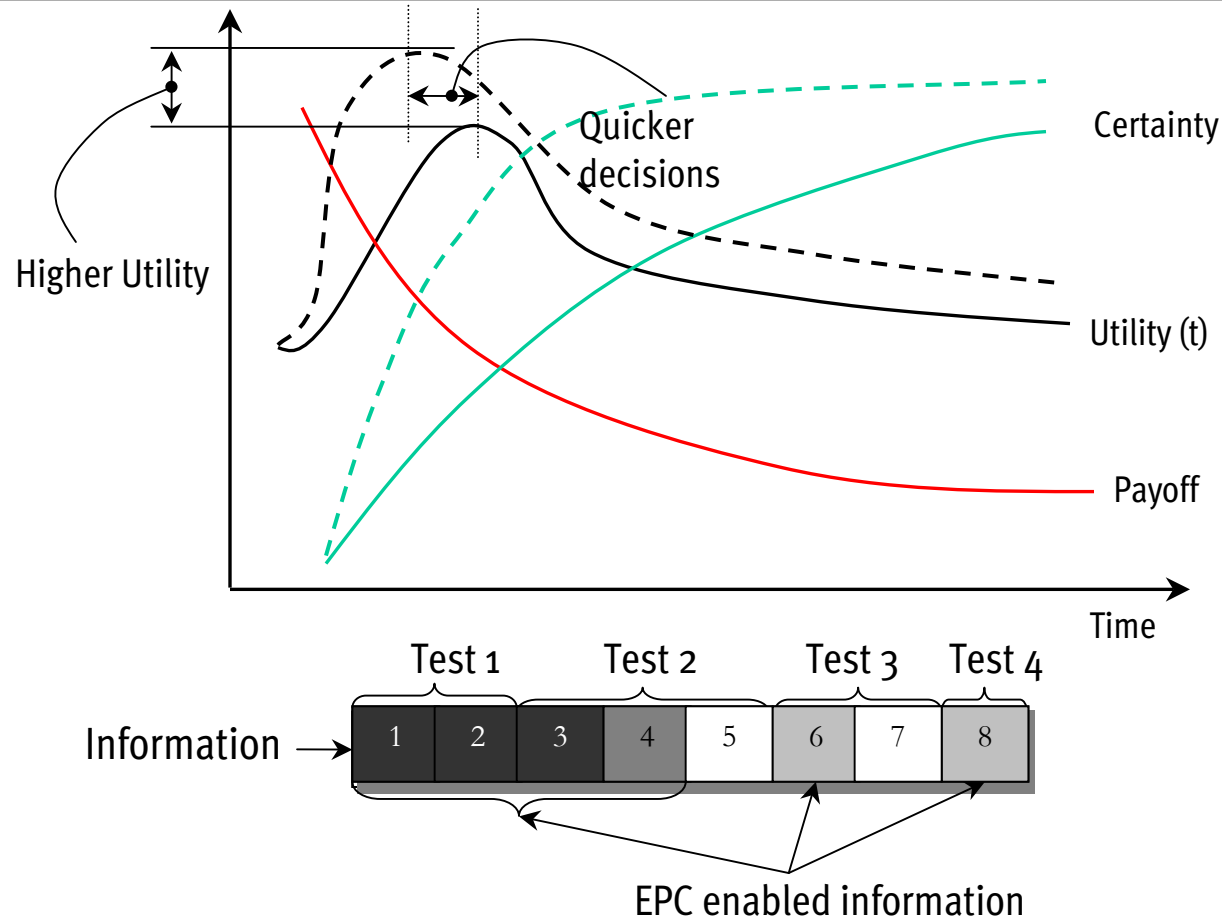 Quicker
decisions
Certainty
Higher Utility
Utility (t)
Payoff
Time
Test 1
Test 2
Test 3
Test 4
Information
1
2
3
4
5
6
7
8
EPC enabled information